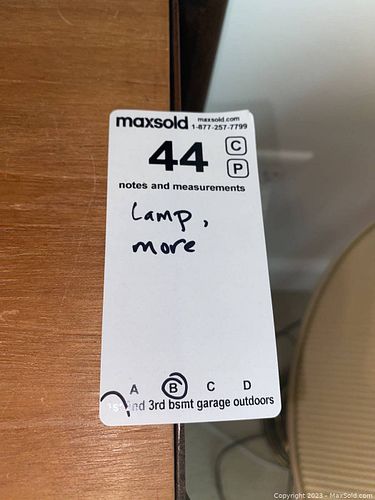 maxsold maxsold.com
1-877-257-7799
44 C
P
notes and measurements
Lamp,
more
A B C D
3rd bsmt garage outdoors
Copyright 2023 - MaxSold.com